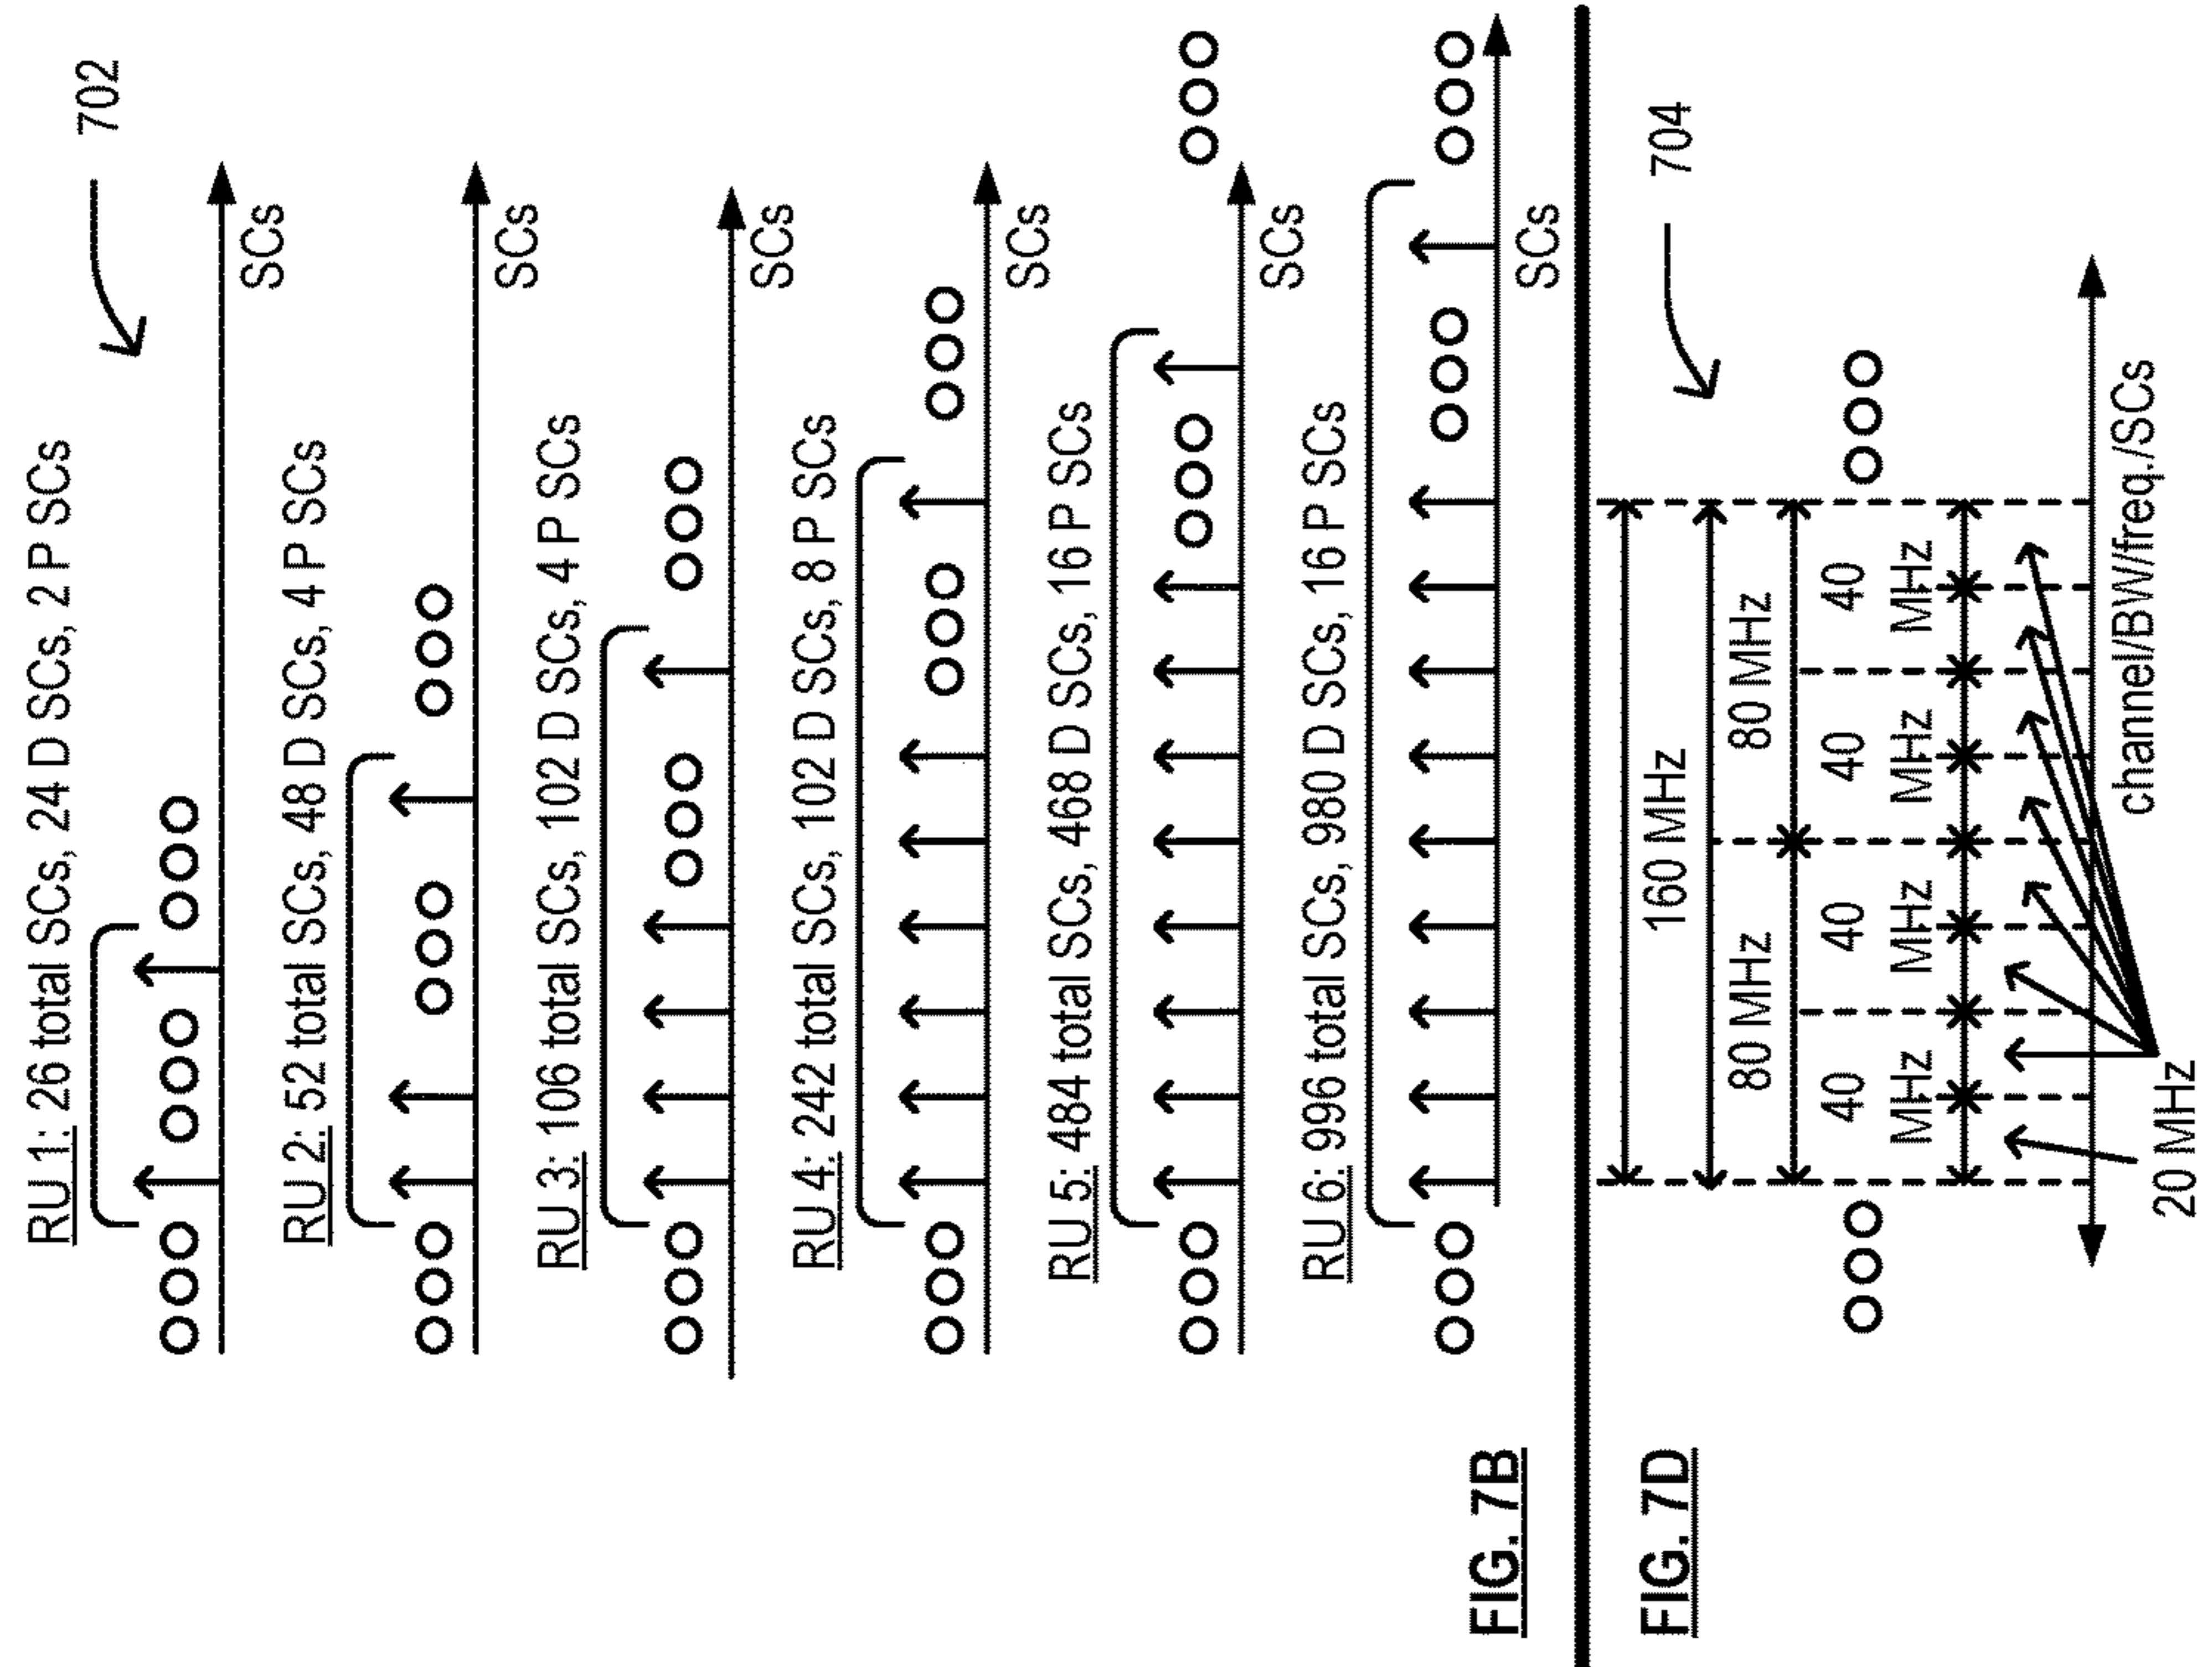 702
RU 1: 26 total SCs, 24 D SCs, 2 P SCs
SCs
RU 2: 52 total SCs, 48 D SCs, 4 P SCs
SCs
RU 3: 106 total SCs, 102 D SCs, 4 P SCs
SCs
RU 4: 242 total SCs, 102 D SCs, 8 P SCs
SCs
RU 5: 484 total SCs, 468 D SCs, 16 P SCs
SCs
RU 6: 996 total SCs, 980 D SCs, 16 P SCs
SCs
FIG. 7B
FIG. 7D
704
160 MHz
80 MHz 80 MHz
40 40 40 40
MHz MHz MHz MHz
channel/BW/freq./SCs
20 MHz